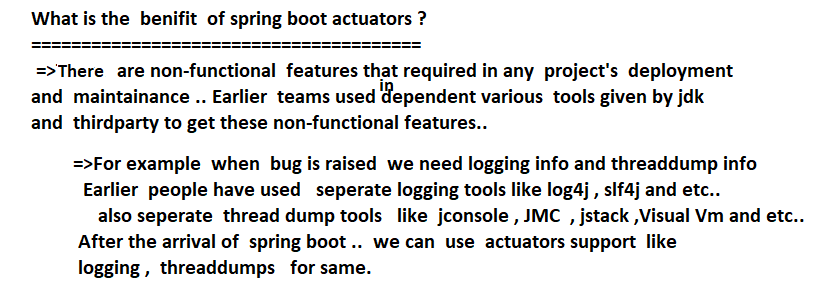 What is the benifit of spring boot actuators ?
=======================================
=>There are non-functional features that required in any project's deployment
and maintainance .. Earlier teams used independent various tools given by jdk
and thirdparty to get these non-functional features..
=>For example when bug is raised we need logging info and threaddump info
Earlier people have used seperate logging tools like log4j , slf4j and etc..
also seperate thread dump tools like jconsole , JMC , jstack ,Visual Vm and etc..
After the arrival of spring boot .. we can use actuators support like
logging , threaddumps for same.